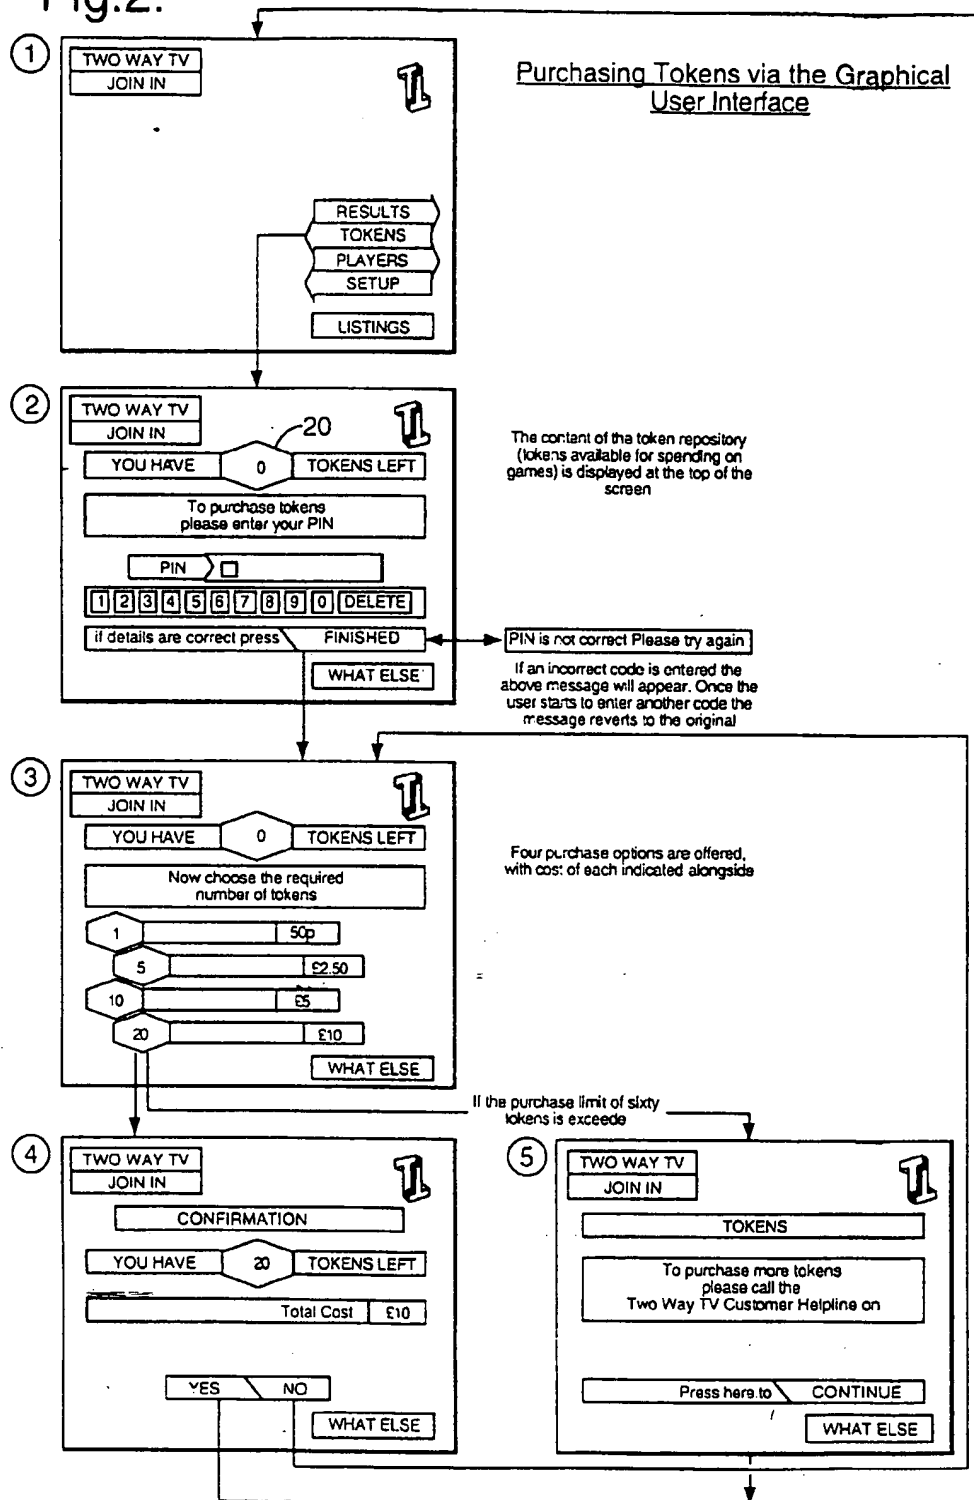 Fig.2.
Purchasing Tokens via the Graphical
User Interface
1
TWO WAY TV
JOIN IN
RESULTS
TOKENS
PLAYERS
SETUP
LISTINGS
2
TWO WAY TV
JOIN IN
20
YOU HAVE 0 TOKENS LEFT
To purchase tokens
please enter your PIN
PIN
1 2 3 4 5 6 7 8 9 0 DELETE
if details are correct press FINISHED
WHAT ELSE
The content of the token repository
(tokens available for spending on
games) is displayed at the top of the
screen
PIN is not correct Please try again
If an incorrect code is entered the
above message will appear. Once the
user starts to enter another code the
message reverts to the original
3
TWO WAY TV
JOIN IN
YOU HAVE 0 TOKENS LEFT
Now choose the required
number of tokens
1 50p
5 £2.50
10 £5
20 £10
WHAT ELSE
Four purchase options are offered,
with cost of each indicated alongside
If the purchase limit of sixty
tokens is exceede
4
TWO WAY TV
JOIN IN
CONFIRMATION
YOU HAVE 20 TOKENS LEFT
Total Cost £10
YES NO
WHAT ELSE
5
TWO WAY TV
JOIN IN
TOKENS
To purchase more tokens
please call the
Two Way TV Customer Helpline on
Press here to CONTINUE
WHAT ELSE